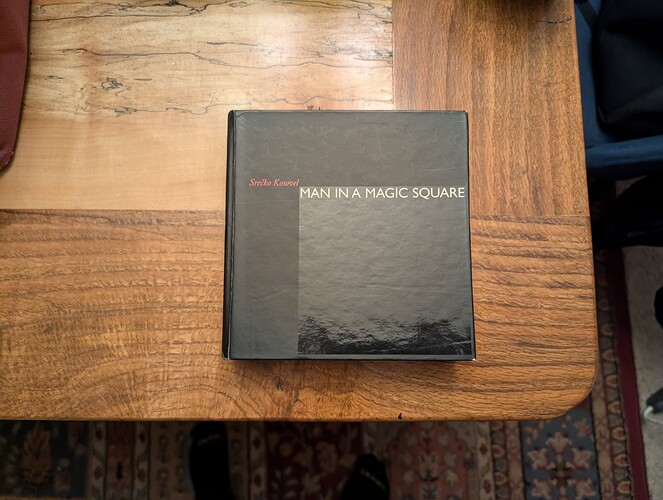 Srečko Kosovel
MAN IN A MAGIC SQUARE